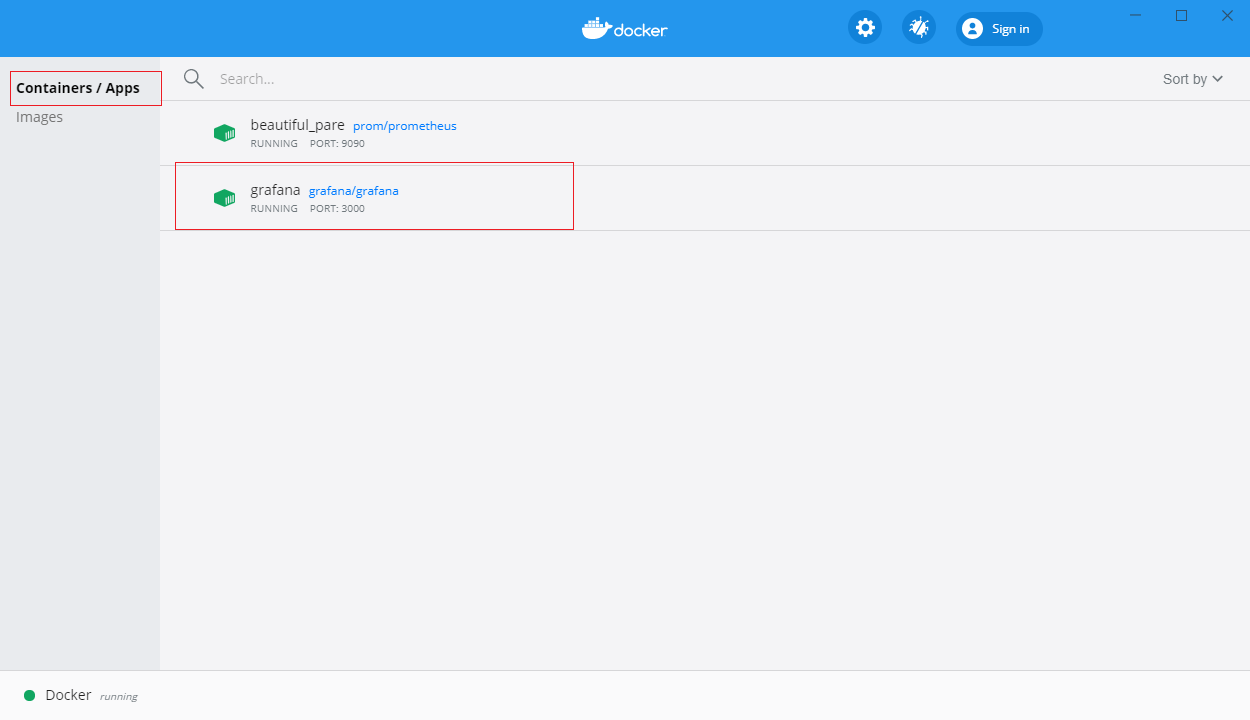 docker
Sign in
Containers / Apps
Images
Search...
Sort by
beautiful_pare prom/prometheus
RUNNING PORT: 9090
grafana grafana/grafana
RUNNING PORT: 3000
Docker running